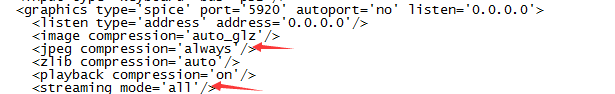 <graphics type='spice' port='5920' autoport='no' listen='0.0.0.0'>
<listen type='address' address='0.0.0.0'/>
<image compression='auto_glz'/>
<jpeg compression='always'/>
<zlib compression='auto'/>
<playback compression='on'/>
<streaming mode='all'/>